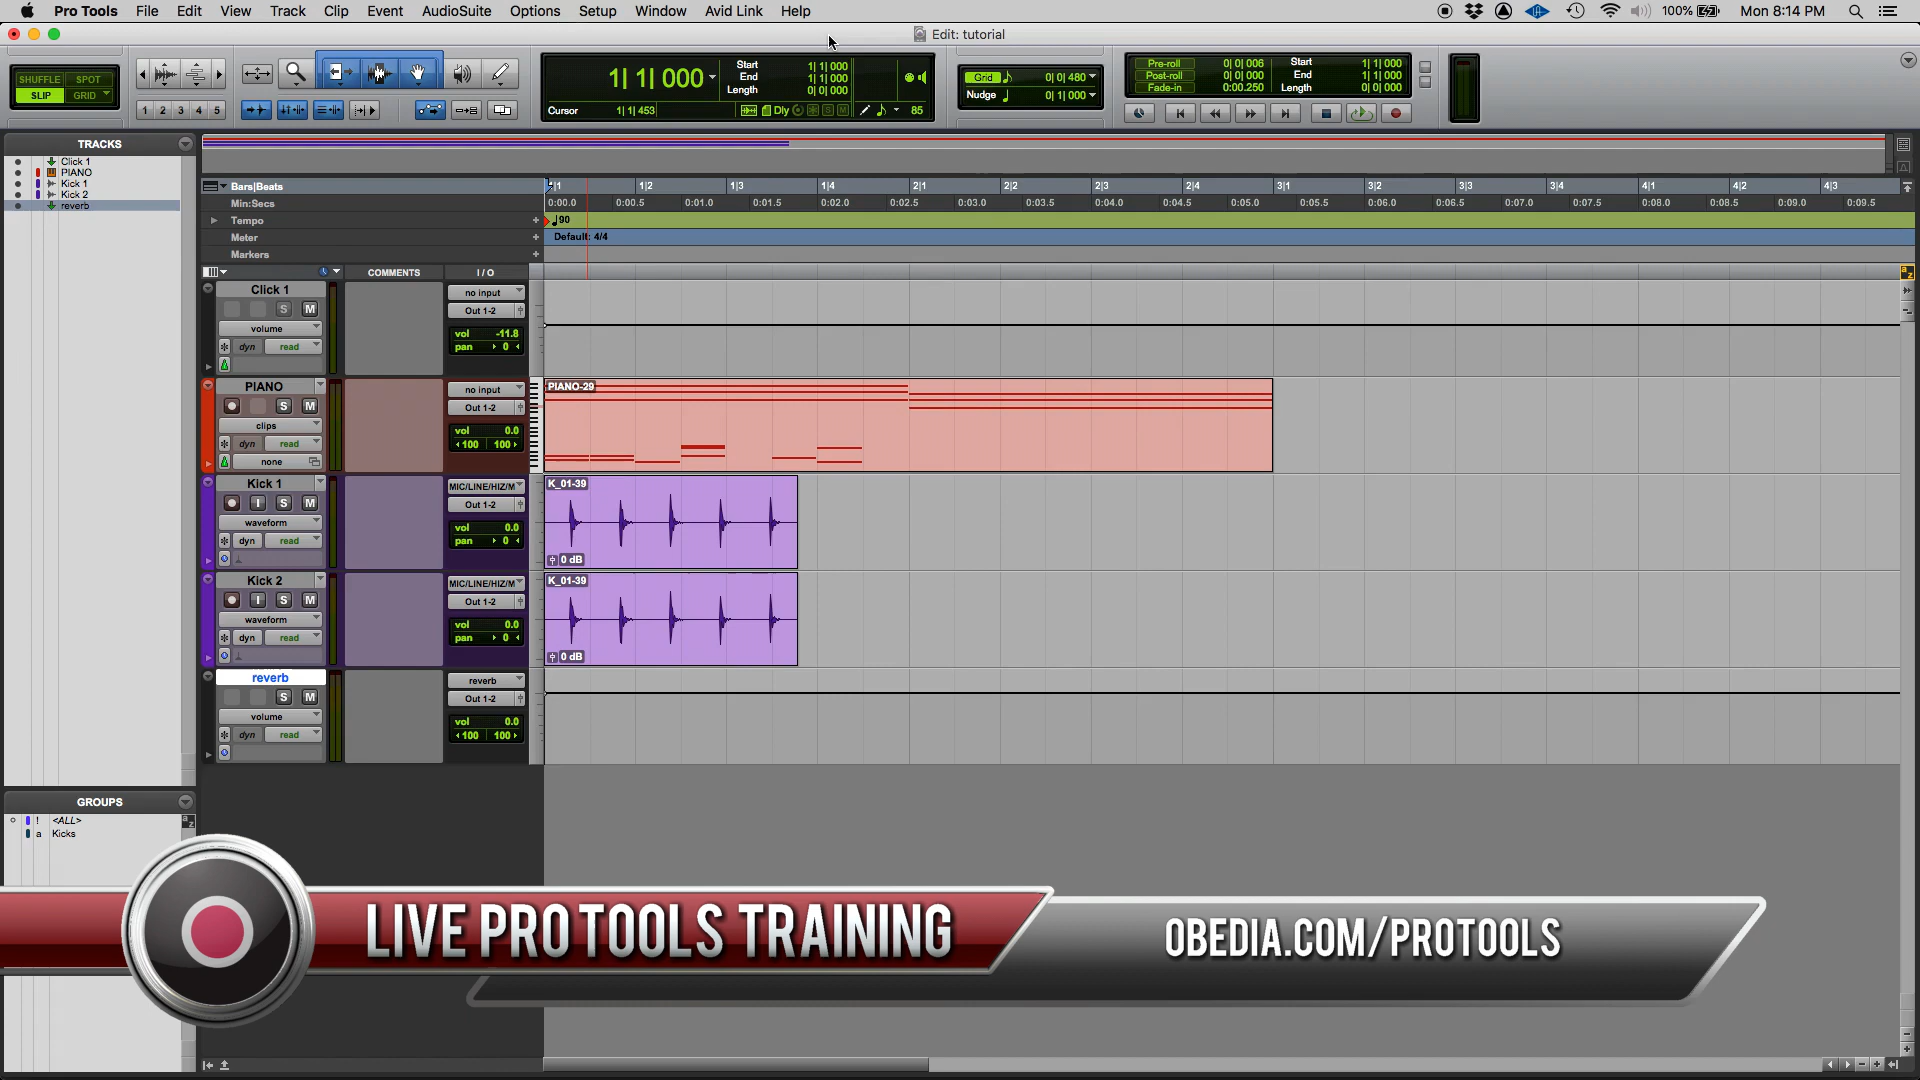 Pro Tools File Edit View Track Clip Event AudioSuite Options Setup Window Avid Link Help 100% Mon 8:14 PM
Edit: tutorial
SHUFFLE SPOT
SLIP GRID
1 2 3 4 5
1| 1| 000
Start 1| 1| 000
End 1| 1| 000
Length 0| 0| 000
Cursor 1| 1| 453 Dly S M 85
Grid 0| 0| 480
Nudge 0| 1| 000
Pre-roll 0| 0| 006 Start 1| 1| 000
Post-roll 0| 0| 000 End 1| 1| 000
Fade-in 0:00.250 Length 0| 0| 000
TRACKS
Click 1
PIANO
Kick 1
Kick 2
reverb
Bars|Beats 1 1|2 1|3 1|4 2|1 2|2 2|3 2|4 3|1 3|2 3|3 3|4 4|1 4|2 4|3
Min:Secs 0:00.0 0:00.5 0:01.0 0:01.5 0:02.0 0:02.5 0:03.0 0:03.5 0:04.0 0:04.5 0:05.0 0:05.5 0:06.0 0:06.5 0:07.0 0:07.5 0:08.0 0:08.5 0:09.0 0:09.5
Tempo 90
Meter Default: 4/4
Markers
COMMENTS I / O
Click 1 no input
S M Out 1-2
volume vol -11.8
dyn read pan 0
PIANO no input PIANO-29
S M Out 1-2
clips vol 0.0
dyn read 100 100
none
Kick 1 MIC/LINE/HIZ/M K_01-39
I S M Out 1-2
waveform vol 0.0
dyn read pan 0
0 dB
Kick 2 MIC/LINE/HIZ/M K_01-39
I S M Out 1-2
waveform vol 0.0
dyn read pan 0
0 dB
reverb reverb
S M Out 1-2
volume vol 0.0
dyn read 100 100
GROUPS
! <ALL>
a Kicks
LIVE PRO TOOLS TRAINING
OBEDIA.COM/PROTOOLS